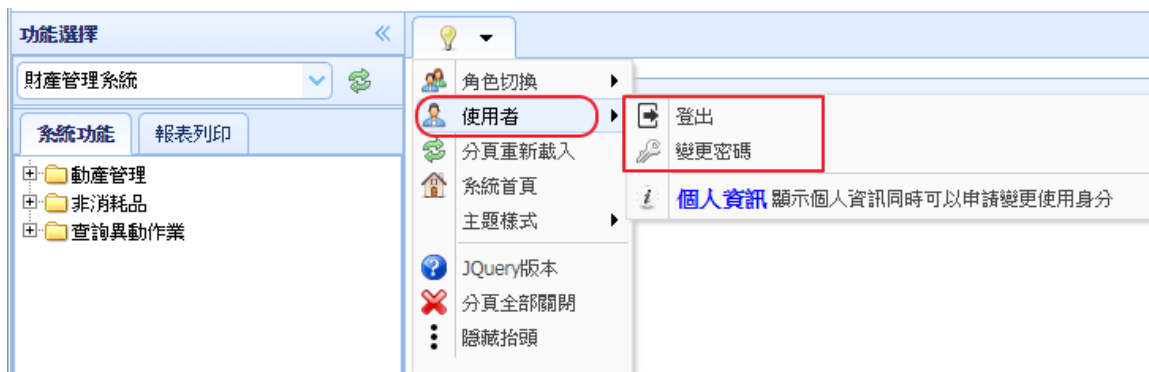 功能選擇
財產管理系統
系統功能 報表列印
動產管理
非消耗品
查詢異動作業
角色切換
使用者
分頁重新載入
系統首頁
主題樣式
JQuery版本
分頁全部關閉
隱藏抬頭
登出
變更密碼
個人資訊 顯示個人資訊同時可以申請變更使用身分